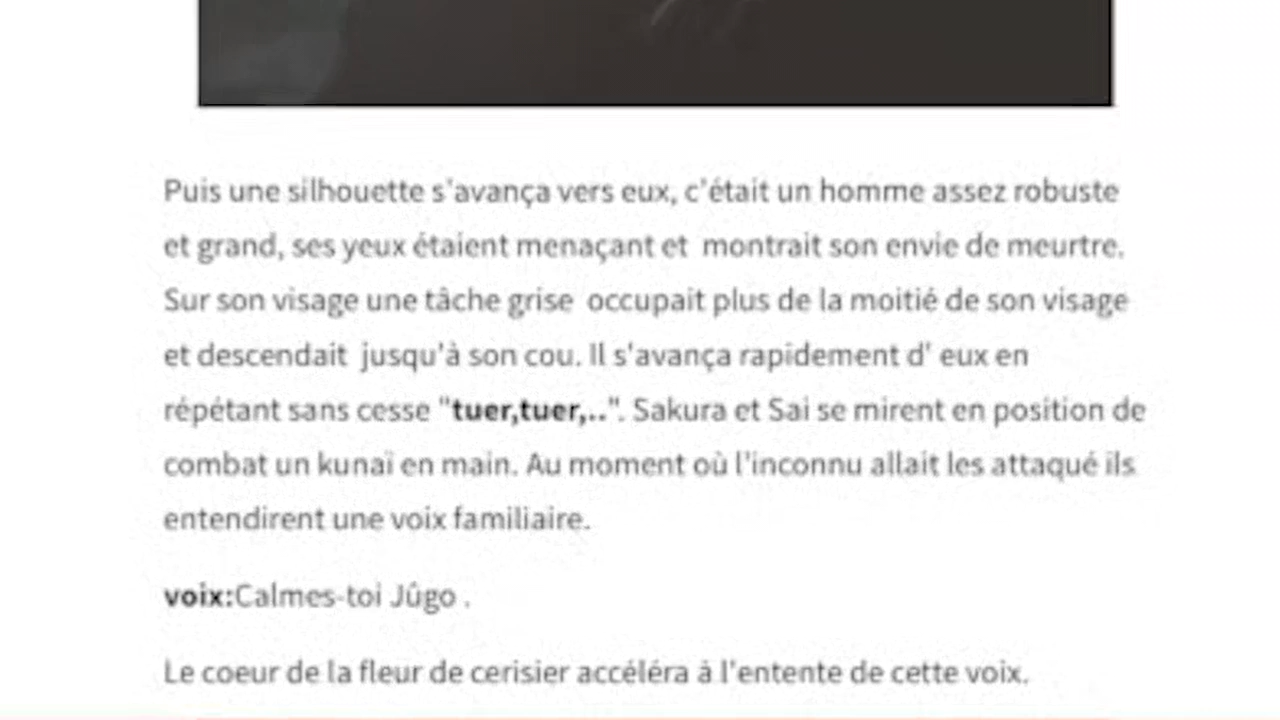 Puis une silhouette s'avança vers eux, c'était un homme assez robuste
et grand, ses yeux étaient menaçant et  montrait son envie de meurtre.
Sur son visage une tâche grise  occupait plus de la moitié de son visage
et descendait  jusqu'à son cou. Il s'avança rapidement d' eux en
répétant sans cesse "tuer,tuer,..". Sakura et Sai se mirent en position de
combat un kunaï en main. Au moment où l'inconnu allait les attaqué ils
entendirent une voix familiaire.
voix:Calmes-toi Jûgo .
Le coeur de la fleur de cerisier accéléra à l'entente de cette voix.